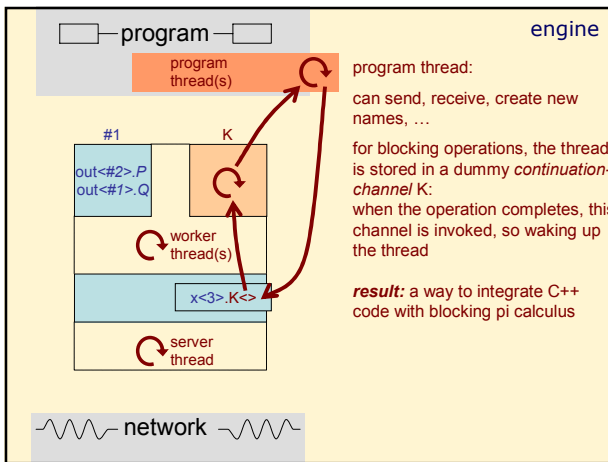 engine
program
program
thread(s)
program thread:
can send, receive, create new
names, …
for blocking operations, the thread
is stored in a dummy continuation-
channel K:
when the operation completes, this
channel is invoked, so waking up
the thread
result: a way to integrate C++
code with blocking pi calculus
#1
K
out<#2>.P
out<#1>.Q
worker
thread(s)
x<3>.K<>
server
thread
network